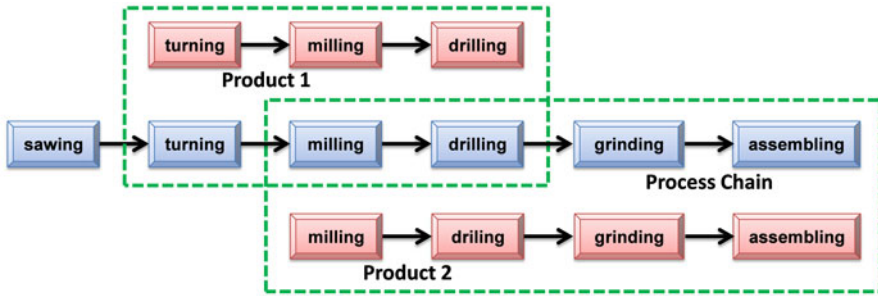 turning milling drilling
Product 1
sawing turning milling drilling grinding assembling
Process Chain
milling driling grinding assembling
Product 2